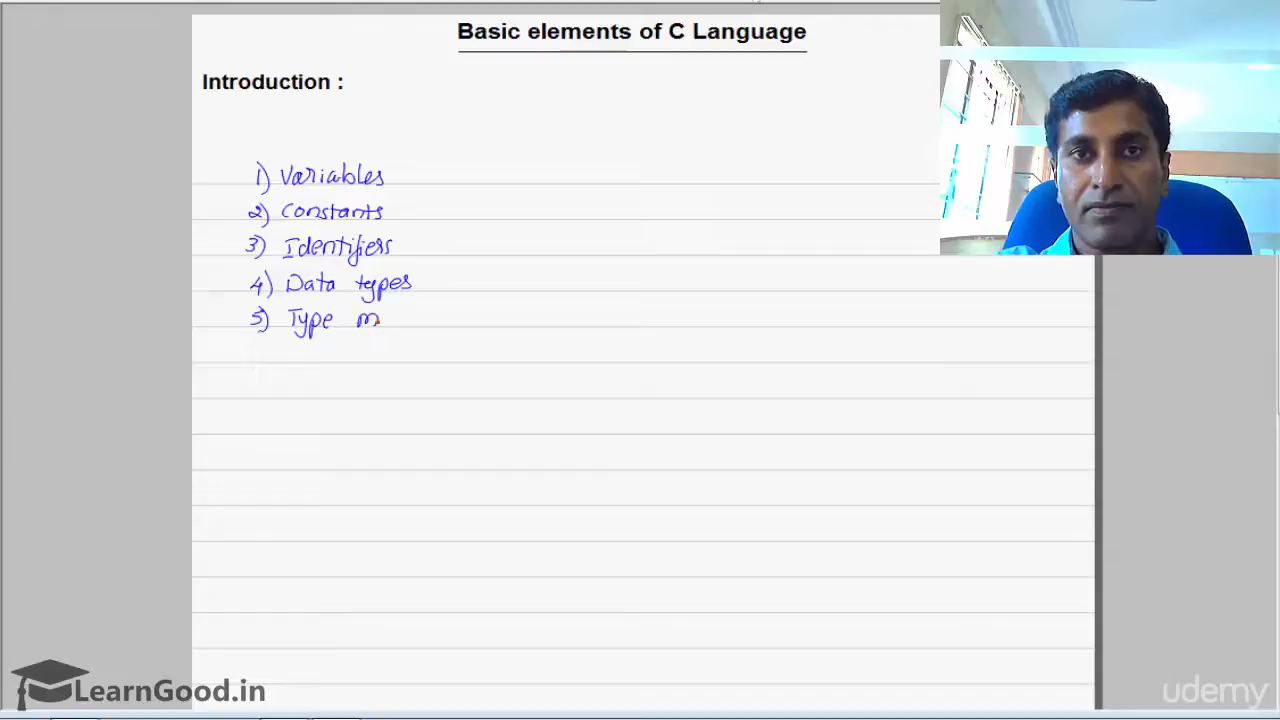 Basic elements of C Language
Introduction :
1) Variables
2) Constants
3) Identifiers
4) Data types
5) Type m
LearnGood.in
udemy